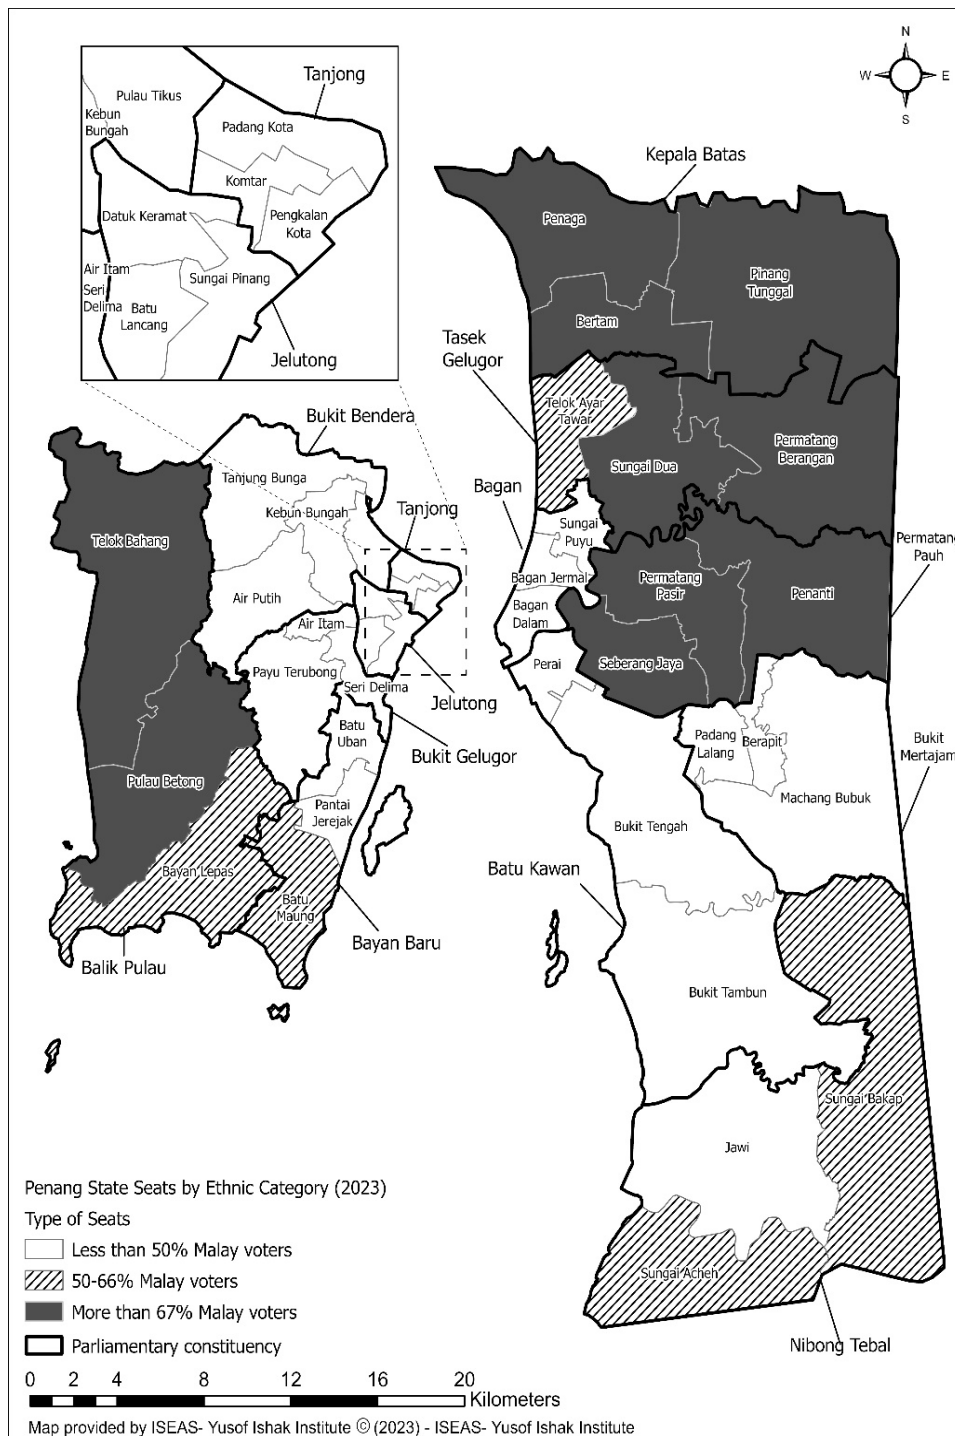 N
W E
S
Tanjong
Pulau Tikus
Kebun
Bungah
Padang Kota
Komtar
Pengkalan
Kota
Datuk Keramat
Air Itam
Sungai Pinang
Seri
Delima
Batu
Lancang
Jelutong
Kepala Batas
Penaga
Pinang
Tunggal
Bertam
Tasek
Gelugor
Telok Ayar
Tawar
Sungai Dua
Permatang
Berangan
Bukit Bendera
Tanjung Bunga
Kebun Bungah
Tanjong
Telok Bahang
Air Putih
Air Itam
Payu Terubong
Seri Delima
Jelutong
Batu
Uban
Bukit Gelugor
Pulau Betong
Pantai
Jerejak
Bayan Lepas
Batu
Maung
Bayan Baru
Balik Pulau
Bagan
Sungai
Puyu
Bagan Jermal
Bagan
Dalam
Permatang
Pasir
Penanti
Permatang
Pauh
Seberang Jaya
Perai
Padang
Lalang
Berapit
Bukit
Mertajam
Machang Bubuk
Bukit Tengah
Batu Kawan
Bukit Tambun
Sungai Bakap
Jawi
Sungai Acheh
Nibong Tebal
Penang State Seats by Ethnic Category (2023)
Type of Seats
Less than 50% Malay voters
50-66% Malay voters
More than 67% Malay voters
Parliamentary constituency
0 2 4 8 12 16 20
Kilometers
Map provided by ISEAS- Yusof Ishak Institute © (2023) - ISEAS- Yusof Ishak Institute